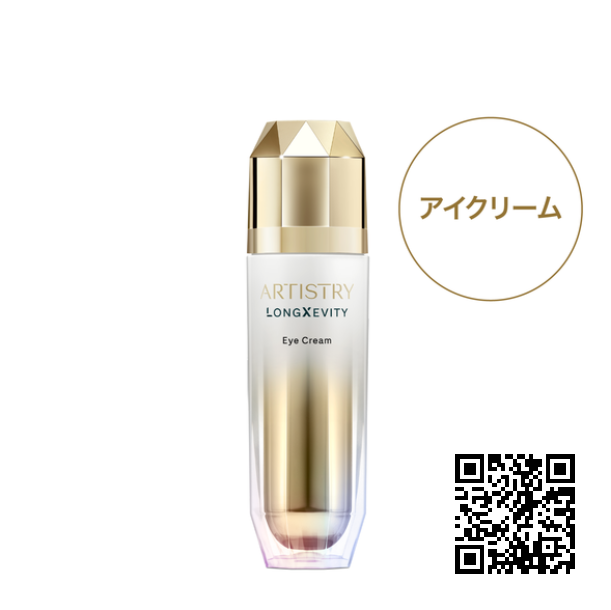 アイクリーム
ARTISTRY
LONGXEVITY
Eye Cream